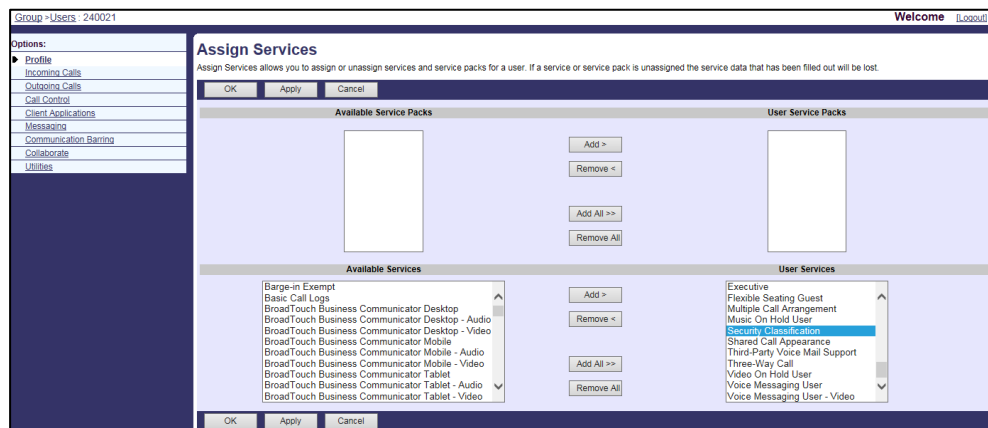 Group >Users : 240021
Welcome [Logout]
Options:
Profile
Incoming Calls
Outgoing Calls
Call Control
Client Applications
Messaging
Communication Barring
Collaborate
Utilities
Assign Services
Assign Services allows you to assign or unassign services and service packs for a user. If a service or service pack is unassigned the service data that has been filled out will be lost.
OK Apply Cancel
Available Service Packs
User Service Packs
Add >
Remove <
Add All >>
Remove All
Available Services
User Services
Barge-in Exempt
Basic Call Logs
BroadTouch Business Communicator Desktop
BroadTouch Business Communicator Desktop - Audio
BroadTouch Business Communicator Desktop - Video
BroadTouch Business Communicator Mobile
BroadTouch Business Communicator Mobile - Audio
BroadTouch Business Communicator Mobile - Video
BroadTouch Business Communicator Tablet
BroadTouch Business Communicator Tablet - Audio
BroadTouch Business Communicator Tablet - Video
Add >
Remove <
Add All >>
Remove All
Executive
Flexible Seating Guest
Multiple Call Arrangement
Music On Hold User
Security Classification
Shared Call Appearance
Third-Party Voice Mail Support
Three-Way Call
Video On Hold User
Voice Messaging User
Voice Messaging User - Video
OK Apply Cancel